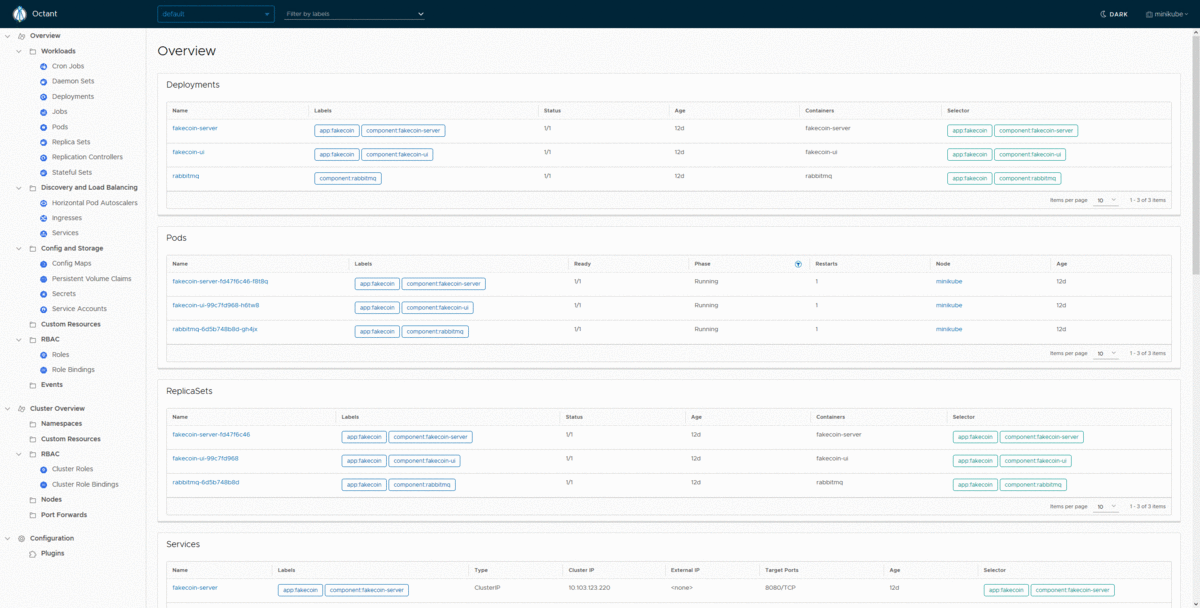 Octant
default
Filter by labels
DARK
minikube
Overview
Workloads
Cron Jobs
Daemon Sets
Deployments
Jobs
Pods
Replica Sets
Replication Controllers
Stateful Sets
Discovery and Load Balancing
Horizontal Pod Autoscalers
Ingresses
Services
Config and Storage
Config Maps
Persistent Volume Claims
Secrets
Service Accounts
Custom Resources
RBAC
Roles
Role Bindings
Events
Cluster Overview
Namespaces
Custom Resources
RBAC
Cluster Roles
Cluster Role Bindings
Nodes
Port Forwards
Configuration
Plugins
Overview
Deployments
Name Labels Status Age Containers Selector
fakecoin-server app:fakecoin component:fakecoin-server 1/1 12d fakecoin-server app:fakecoin component:fakecoin-server
fakecoin-ui app:fakecoin component:fakecoin-ui 1/1 12d fakecoin-ui app:fakecoin component:fakecoin-ui
rabbitmq component:rabbitmq 1/1 12d rabbitmq app:fakecoin component:rabbitmq
Items per page 10 1 - 3 of 3 items
Pods
Name Labels Ready Phase Restarts Node Age
fakecoin-server-fd47f6c46-f8t8q app:fakecoin component:fakecoin-server 1/1 Running 1 minikube 12d
fakecoin-ui-99c7fd968-h6tw8 app:fakecoin component:fakecoin-ui 1/1 Running 1 minikube 12d
rabbitmq-6d5b748b8d-gh4jx app:fakecoin component:rabbitmq 1/1 Running 1 minikube 12d
Items per page 10 1 - 3 of 3 items
ReplicaSets
Name Labels Status Age Containers Selector
fakecoin-server-fd47f6c46 app:fakecoin component:fakecoin-server 1/1 12d fakecoin-server app:fakecoin component:fakecoin-server
fakecoin-ui-99c7fd968 app:fakecoin component:fakecoin-ui 1/1 12d fakecoin-ui app:fakecoin component:fakecoin-ui
rabbitmq-6d5b748b8d app:fakecoin component:rabbitmq 1/1 12d rabbitmq app:fakecoin component:rabbitmq
Items per page 10 1 - 3 of 3 items
Services
Name Labels Type Cluster IP External IP Target Ports Age Selector
fakecoin-server app:fakecoin component:fakecoin-server ClusterIP 10.103.123.220 <none> 8080/TCP 12d app:fakecoin component:fakecoin-server